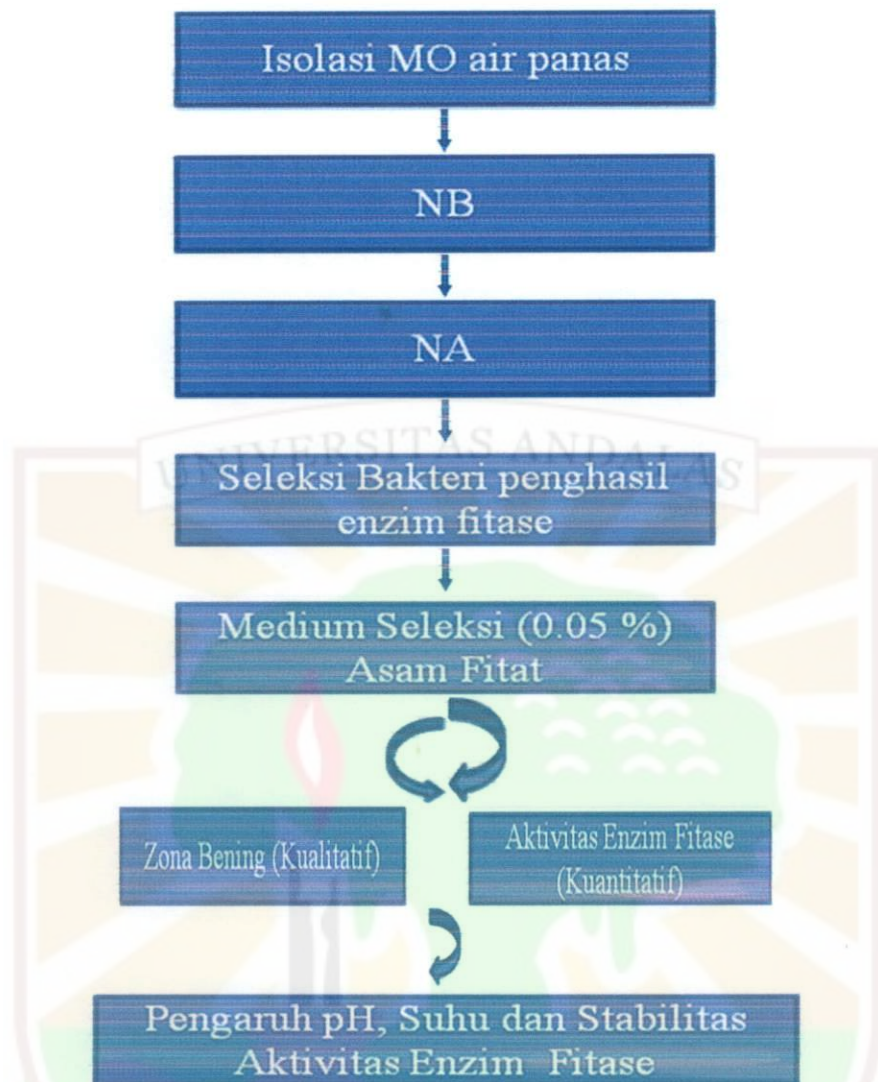 Isolasi MO air panas
NB
NA
UNIVERSITAS ANDALAS
Seleksi Bakteri penghasil
enzim fitase
Medium Seleksi (0.05 %)
Asam Fitat
Zona Bening (Kualitatif)
Aktivitas Enzim Fitase
(Kuantitatif)
Pengaruh pH, Suhu dan Stabilitas
Aktivitas Enzim Fitase